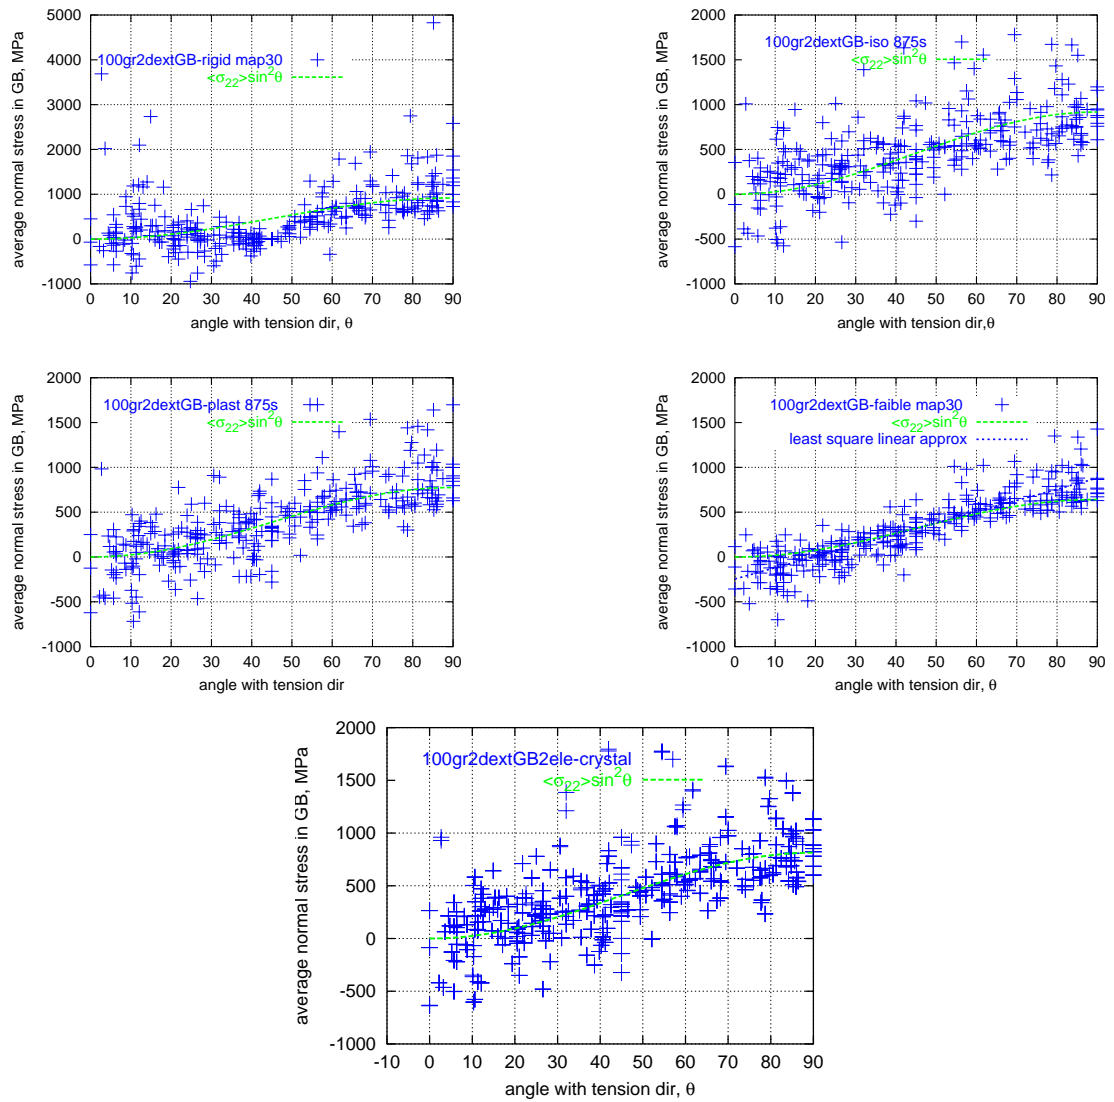 5000
4000
3000
2000
1000
0
-1000
average normal stress in GB, MPa
100gr2dextGB-rigid map30
<σ22>sin2θ
0 10 20 30 40 50 60 70 80 90
angle with tension dir, θ
2000
1500
1000
500
0
-500
-1000
average normal stress in GB, MPa
100gr2dextGB-iso 875s
<σ22>sin2θ
0 10 20 30 40 50 60 70 80 90
angle with tension dir,θ
2000
1500
1000
500
0
-500
-1000
average normal stress in GB, MPa
100gr2dextGB-plast 875s
<σ22>sin2θ
0 10 20 30 40 50 60 70 80 90
angle with tension dir
2000
1500
1000
500
0
-500
-1000
average normal stress in GB, MPa
100gr2dextGB-faible map30
<σ22>sin2θ
least square linear approx
0 10 20 30 40 50 60 70 80 90
angle with tension dir, θ
2000
1500
1000
500
0
-500
-1000
average normal stress in GB, MPa
100gr2dextGB2ele-crystal
<σ22>sin2θ
-10 0 10 20 30 40 50 60 70 80 90
angle with tension dir, θ